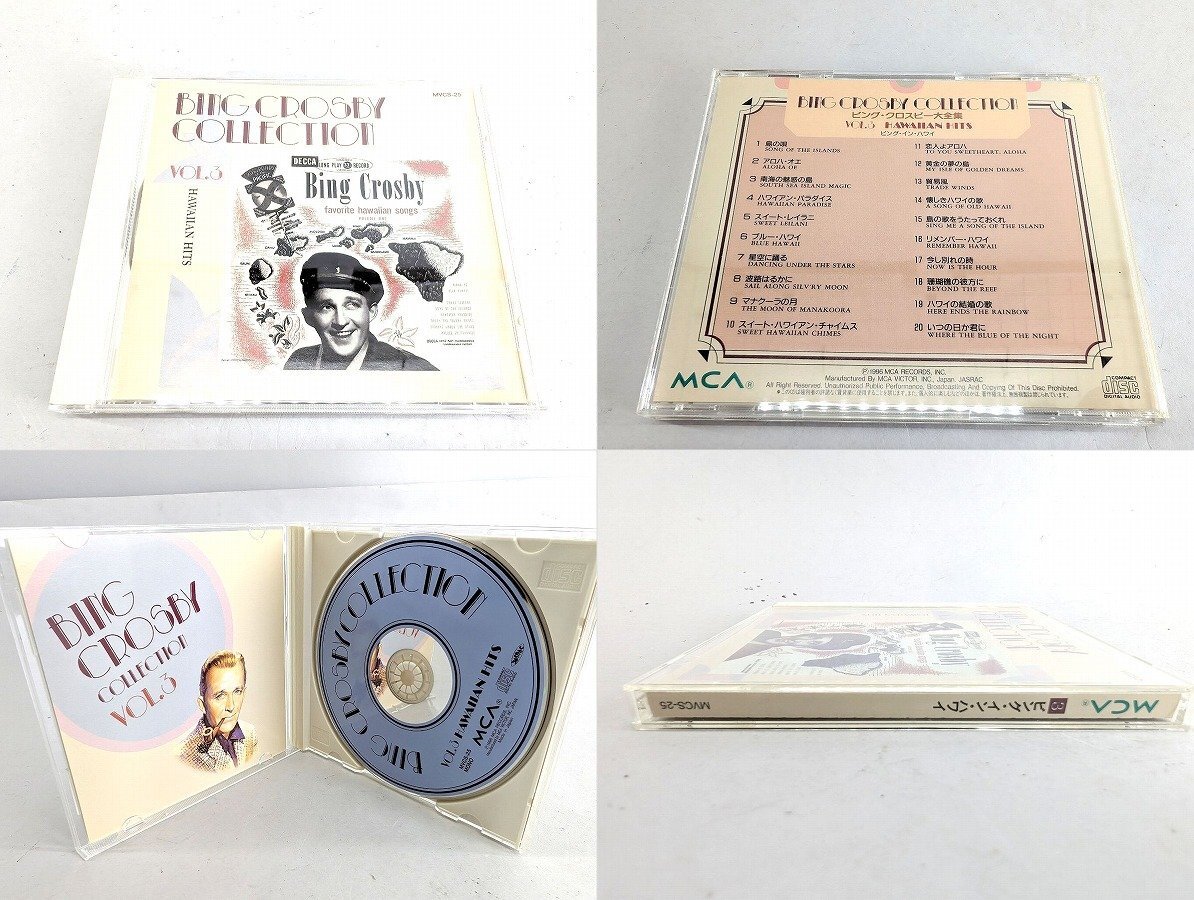 BING CROSBY
COLLECTION
MVCS-25
VOL.3
HAWAIIAN HITS
DECCA LONG PLAY RECORD
Bing Crosby
favorite hawaiian songs
BING CROSBY COLLECTION
ビング・クロスビー大全集
VOL.3 HAWAIIAN HITS
ビング・イン・ハワイ
1 島の唄
SONG OF THE ISLANDS
2 アロハ・オエ
ALOHA OE
3 南海の魅惑の島
SOUTH SEA ISLAND MAGIC
4 ハワイアン・パラダイス
HAWAIIAN PARADISE
5 スイート・レイラニ
SWEET LEILANI
6 ブルー・ハワイ
BLUE HAWAII
7 星空に踊る
DANCING UNDER THE STARS
8 波路はるかに
SAIL ALONG SILV'RY MOON
9 マナクーラの月
THE MOON OF MANAKOORA
10 スイート・ハワイアン・チャイムス
SWEET HAWAIIAN CHIMES
11 恋人よアロハ
TO YOU SWEETHEART, ALOHA
12 黄金の夢の島
MY ISLE OF GOLDEN DREAMS
13 貿易風
TRADE WINDS
14 懐しきハワイの歌
A SONG OF OLD HAWAII
15 島の歌をうたっておくれ
SING ME A SONG OF THE ISLAND
16 リメンバー・ハワイ
REMEMBER HAWAII
17 今し別れの時
NOW IS THE HOUR
18 珊瑚礁の彼方に
BEYOND THE REEF
19 ハワイの結婚の歌
HERE ENDS THE RAINBOW
20 いつの日か君に
WHERE THE BLUE OF THE NIGHT
MCA®
Ⓟ1996 MCA RECORDS, INC.
Manufactured By MCA VICTOR, INC., Japan. JASRAC
All Right Reserved. Unauthorized Public Performance, Broadcasting And Copying Of This Disc Prohibited.
COMPACT
disc
DIGITAL AUDIO
BING
CROSBY
COLLECTION
VOL.3
BING CROSBY COLLECTION
VOL.3 HAWAIIAN HITS
MCA
MVCS-25
MONO
MCA®
3 ビング・イン・ハワイ
MVCS-25